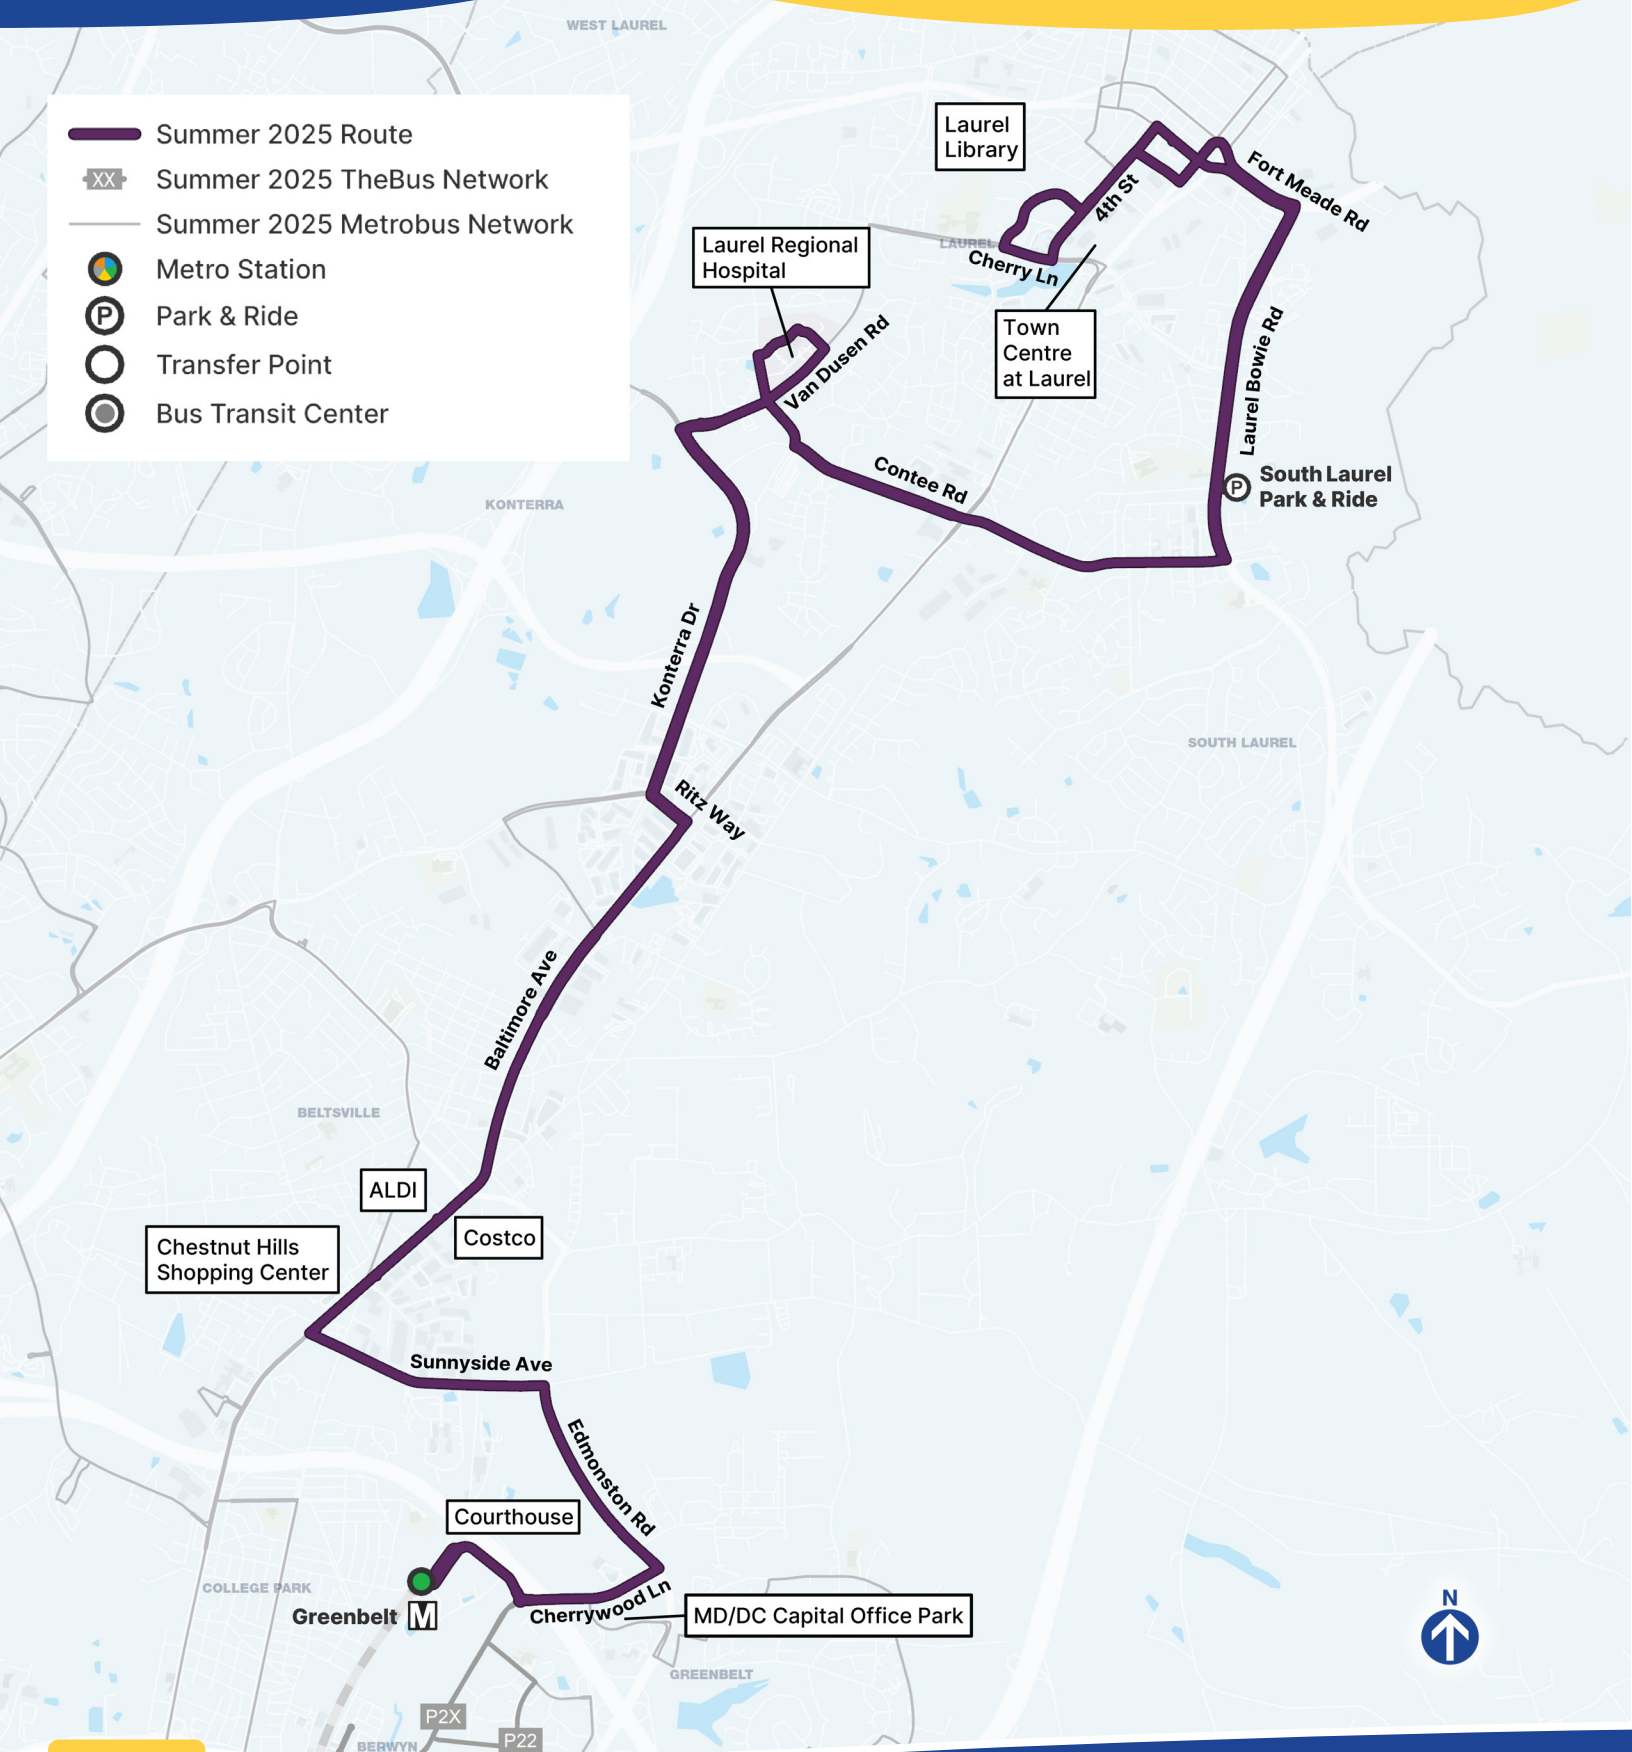 WEST LAUREL
Summer 2025 Route
XX
Summer 2025 TheBus Network
Summer 2025 Metrobus Network
Metro Station
P
Park & Ride
Transfer Point
Bus Transit Center
Laurel
Library
Fort Meade Rd
4th St
LAUREL
Cherry Ln
Laurel Regional
Hospital
Town
Centre
at Laurel
Van Dusen Rd
Laurel Bowie Rd
Contee Rd
P
South Laurel
Park & Ride
KONTERRA
Konterra Dr
SOUTH LAUREL
Ritz Way
Baltimore Ave
BELTSVILLE
ALDI
Costco
Chestnut Hills
Shopping Center
Sunnyside Ave
Edmonston Rd
Courthouse
COLLEGE PARK
Greenbelt
M
Cherrywood Ln
MD/DC Capital Office Park
N
GREENBELT
P2X
P22
BERWYN